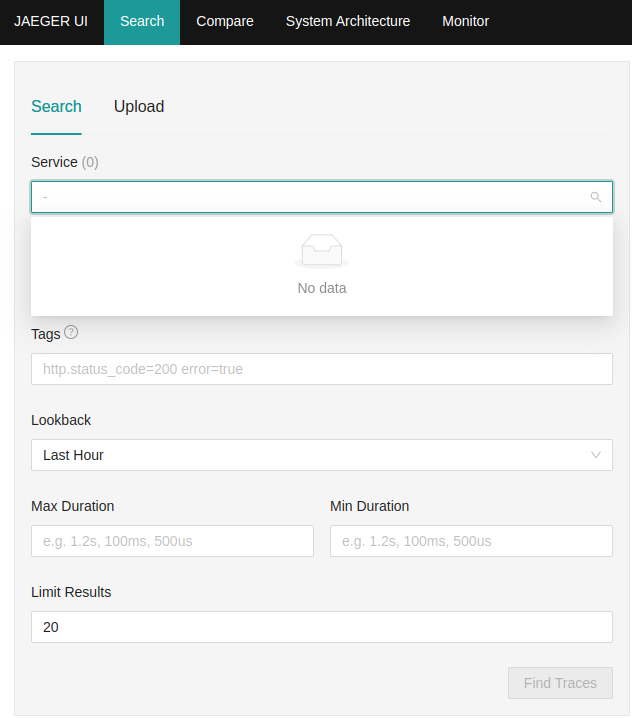 JAEGER UI Search Compare System Architecture Monitor
Search Upload
Service (0)
-
No data
Tags ?
http.status_code=200 error=true
Lookback
Last Hour
Max Duration Min Duration
e.g. 1.2s, 100ms, 500us e.g. 1.2s, 100ms, 500us
Limit Results
20
Find Traces